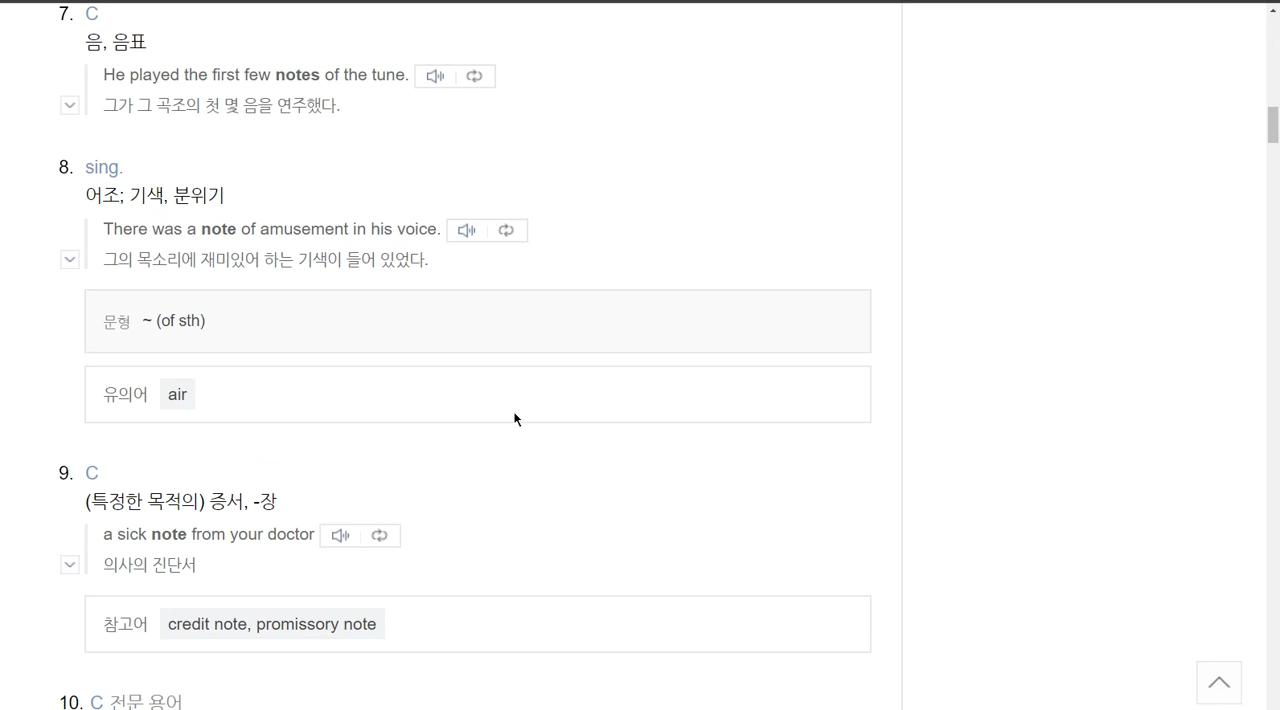 7. C
음, 음표
He played the first few notes of the tune.
그가 그 곡조의 첫 몇 음을 연주했다.
8. sing.
어조; 기색, 분위기
There was a note of amusement in his voice.
그의 목소리에 재미있어 하는 기색이 들어 있었다.
문형 ~ (of sth)
유의어 air
9. C
(특정한 목적의) 증서, -장
a sick note from your doctor
의사의 진단서
참고어 credit note, promissory note
10. C 전문 용어